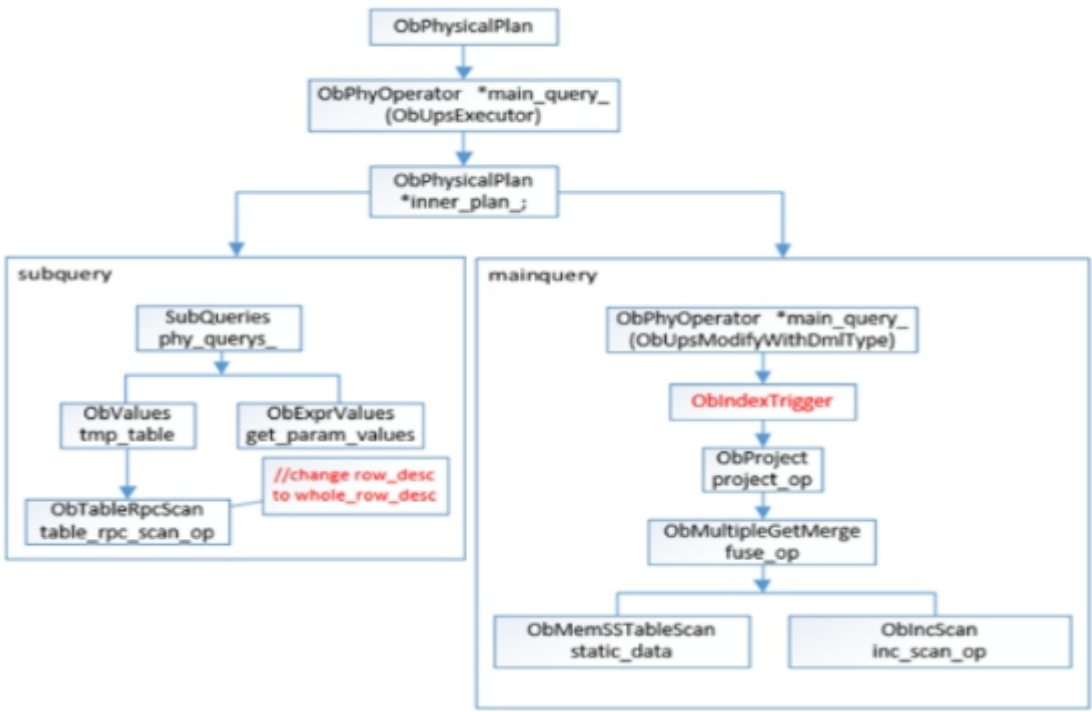 ObPhysicalPlan
ObPhyOperator *main_query_
(ObUpsExecutor)
ObPhysicalPlan
*inner_plan_;
subquery
SubQueries
phy_querys_
ObValues
tmp_table
ObExprValues
get_param_values
//change row_desc
to whole_row_desc
ObTableRpcScan
table_rpc_scan_op
mainquery
ObPhyOperator *main_query_
(ObUpsModifyWithDmlType)
ObIndexTrigger
ObProject
project_op
ObMultipleGetMerge
fuse_op
ObMemSSTableScan
static_data
ObIncScan
inc_scan_op